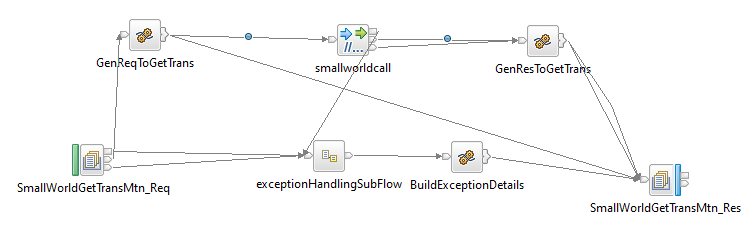 GenReqToGetTrans
//...
smallworldcall
GenResToGetTrans
SmallWorldGetTransMtn_Req
exceptionHandlingSubFlow
BuildExceptionDetails
SmallWorldGetTransMtn_Res